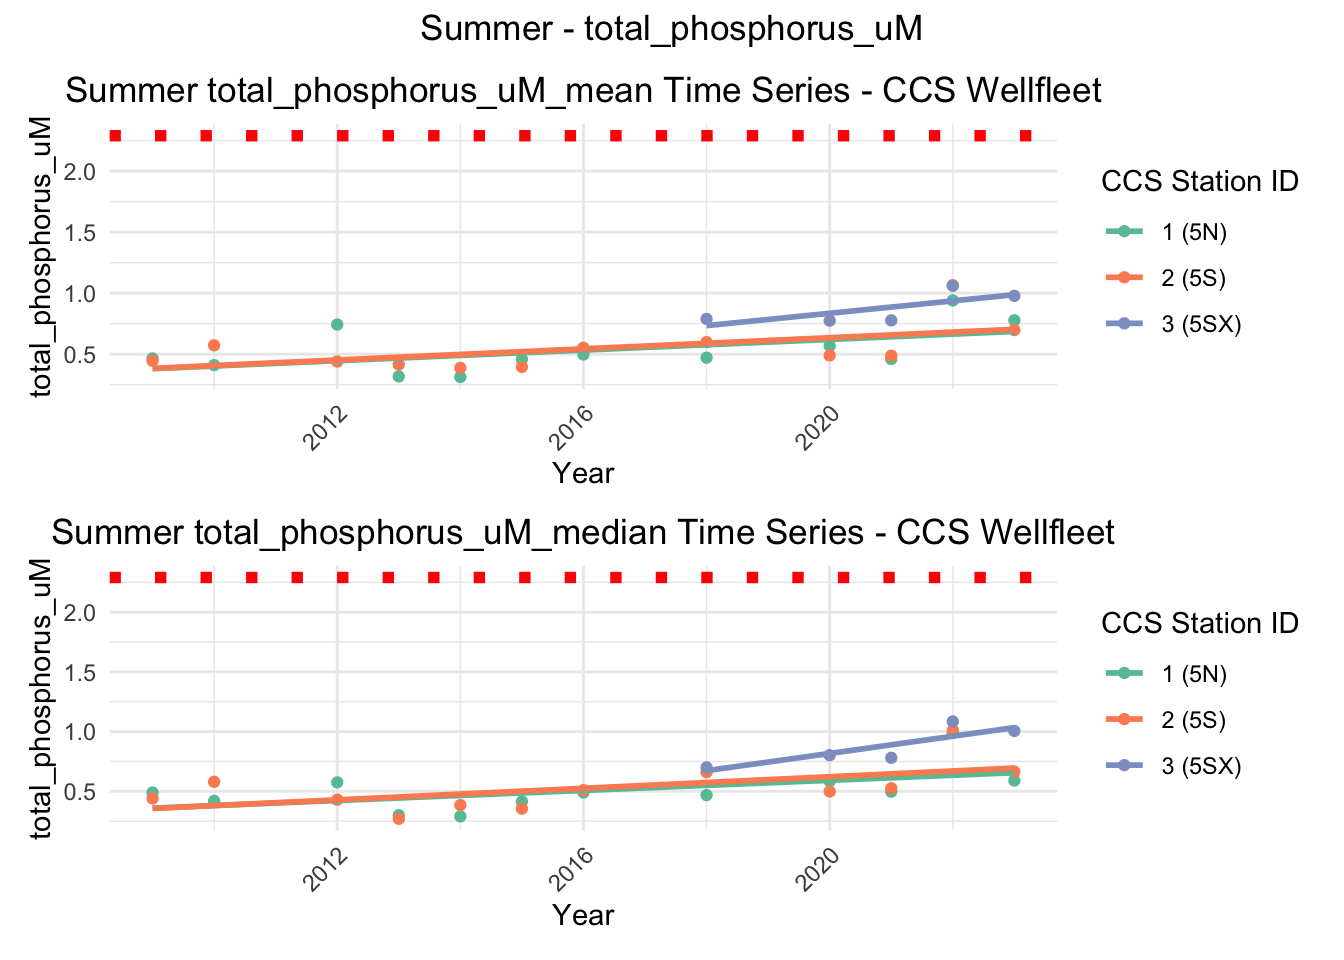 Summer - total_phosphorus_uM
Summer total_phosphorus_uM_mean Time Series - CCS Wellfleet
total_phosphorus_uM
2.0
1.5
1.0
0.5
2012
2016
2020
Year
CCS Station ID
1 (5N)
2 (5S)
3 (5SX)
Summer total_phosphorus_uM_median Time Series - CCS Wellfleet
total_phosphorus_uM
2.0
1.5
1.0
0.5
2012
2016
2020
Year
CCS Station ID
1 (5N)
2 (5S)
3 (5SX)